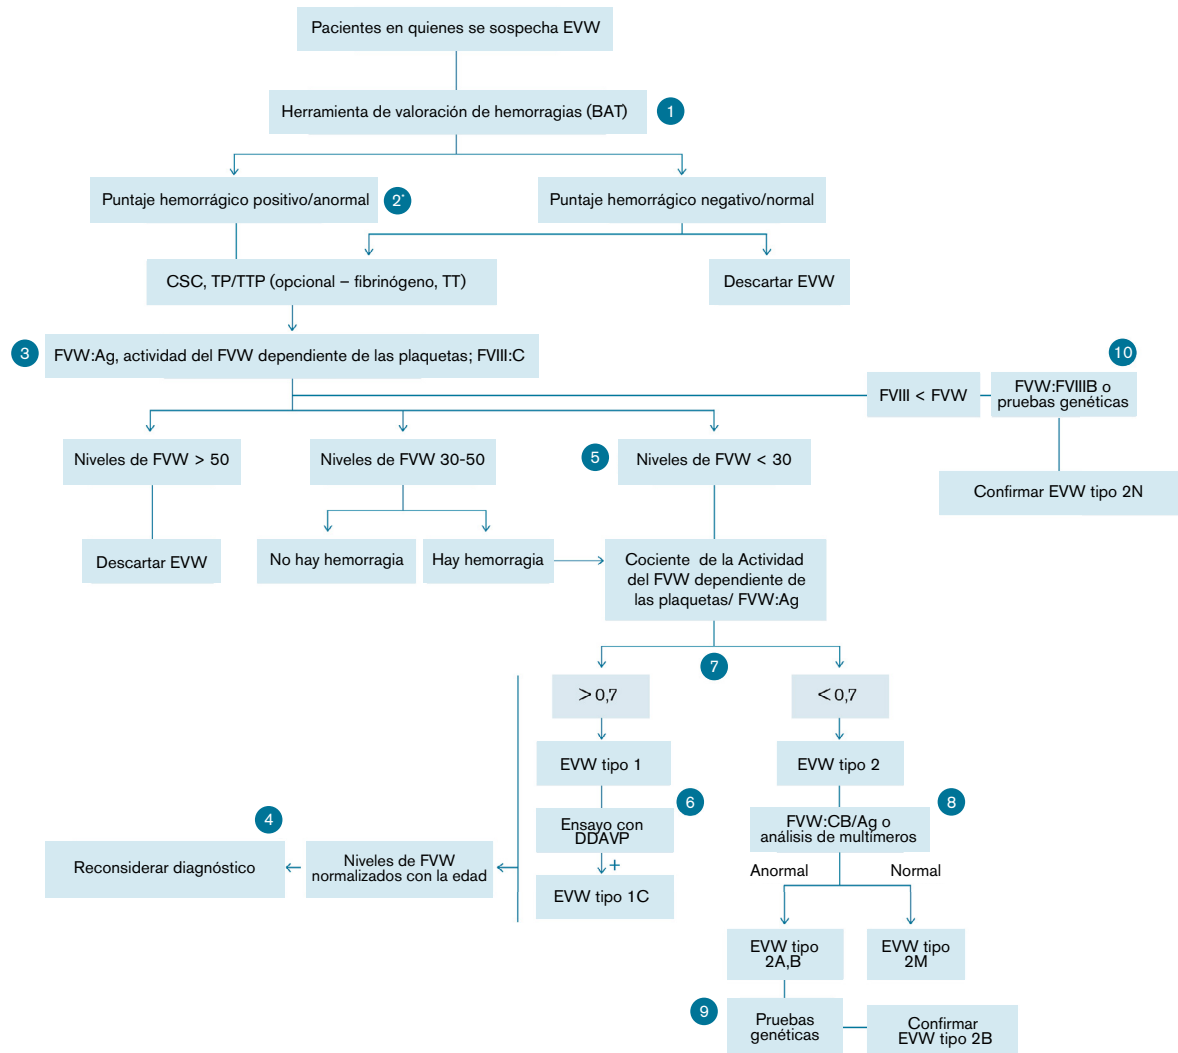 Pacientes en quienes se sospecha EVW
Herramienta de valoración de hemorragias (BAT)
1
Puntaje hemorrágico positivo/anormal
2*
Puntaje hemorrágico negativo/normal
CSC, TP/TTP (opcional – fibrinógeno, TT)
Descartar EVW
3
FVW:Ag, actividad del FVW dependiente de las plaquetas; FVIII:C
10
FVIII < FVW
FVW:FVIIIB o
pruebas genéticas
Confirmar EVW tipo 2N
Niveles de FVW > 50
Niveles de FVW 30-50
5
Niveles de FVW < 30
Descartar EVW
No hay hemorragia
Hay hemorragia
Cociente de la Actividad
del FVW dependiente de
las plaquetas/ FVW:Ag
7
> 0,7
< 0,7
EVW tipo 1
EVW tipo 2
6
Ensayo con
DDAVP
+
EVW tipo 1C
8
FVW:CB/Ag o
análisis de multímeros
4
Reconsiderar diagnóstico
Niveles de FVW
normalizados con la edad
Anormal
Normal
EVW tipo
2A,B
EVW tipo
2M
9
Pruebas
genéticas
Confirmar
EVW tipo 2B